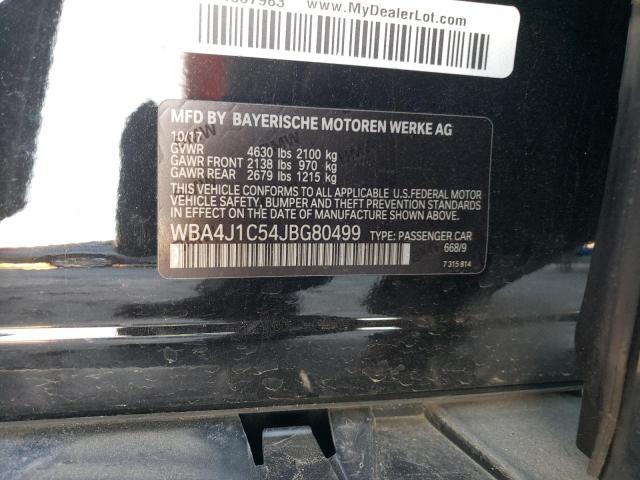 www.MyDealerLot.com
MFD BY BAYERISCHE MOTOREN WERKE AG
10/17
GVWR 4630 lbs 2100 kg
GAWR FRONT 2138 lbs 970 kg
GAWR REAR 2679 lbs 1215 kg
THIS VEHICLE CONFORMS TO ALL APPLICABLE U.S.FEDERAL MOTOR
VEHICLE SAFETY, BUMPER AND THEFT PREVENTION STANDARDS
IN EFFECT ON THE DATE OF MANUFACTURE SHOWN ABOVE.
WBA4J1C54JBG80499 TYPE: PASSENGER CAR
668/9
7 315 814